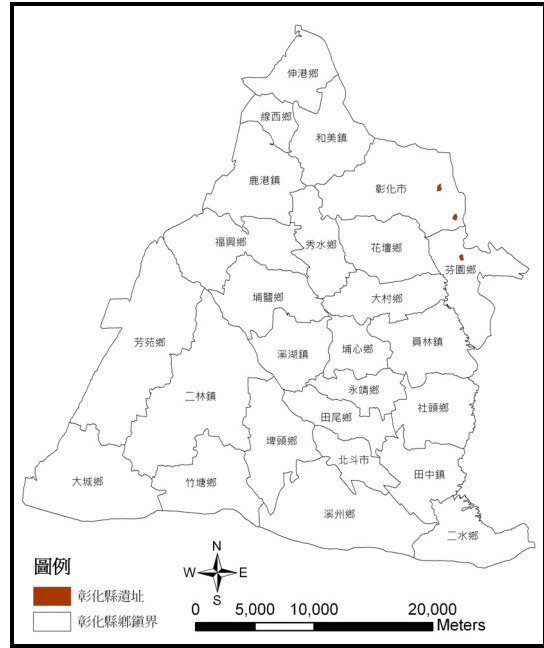 伸港鄉
線西鄉
和美鎮
鹿港鎮
彰化市
福興鄉
秀水鄉
花壇鄉
芬園鄉
埔鹽鄉
大村鄉
芳苑鄉
溪湖鎮
埔心鄉
員林鎮
永靖鄉
二林鎮
田尾鄉
社頭鄉
埤頭鄉
北斗市
田中鎮
大城鄉
竹塘鄉
溪州鄉
二水鄉
圖例
彰化縣遺址
彰化縣鄉鎮界
N
W E
S
0 5,000 10,000 20,000
Meters